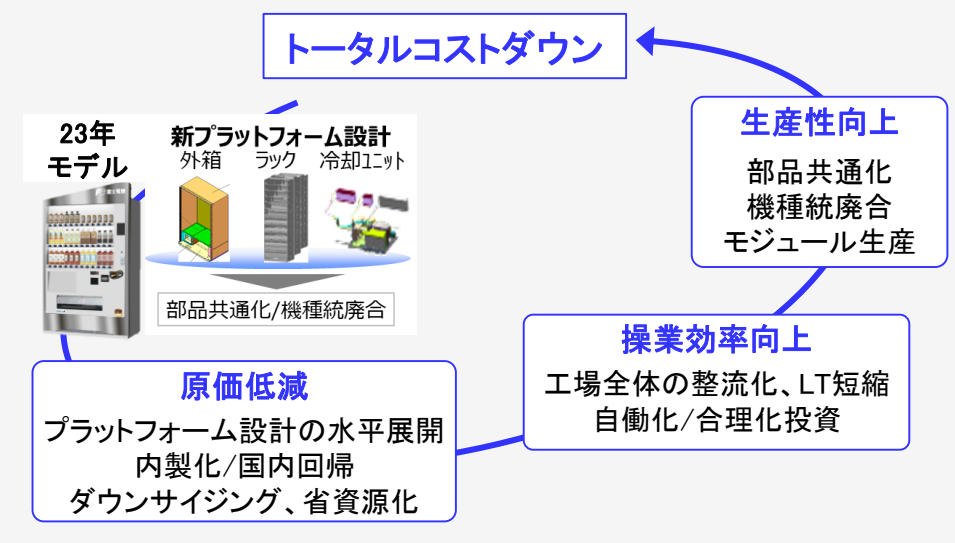 トータルコストダウン
23年
モデル
新プラットフォーム設計
外箱 ラック 冷却ユニット
部品共通化/機種統廃合
原価低減
プラットフォーム設計の水平展開
内製化/国内回帰
ダウンサイジング、省資源化
操業効率向上
工場全体の整流化、LT短縮
自働化/合理化投資
生産性向上
部品共通化
機種統廃合
モジュール生産